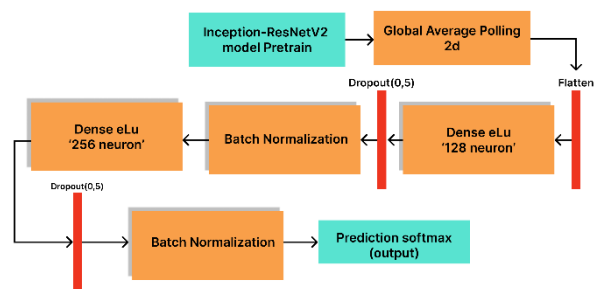 Inception-ResNetV2
model Pretrain
Global Average Polling
2d
Flatten
Dense eLu
‘128 neuron’
Dropout(0,5)
Batch Normalization
Dense eLu
‘256 neuron’
Dropout(0,5)
Batch Normalization
Prediction softmax
(output)